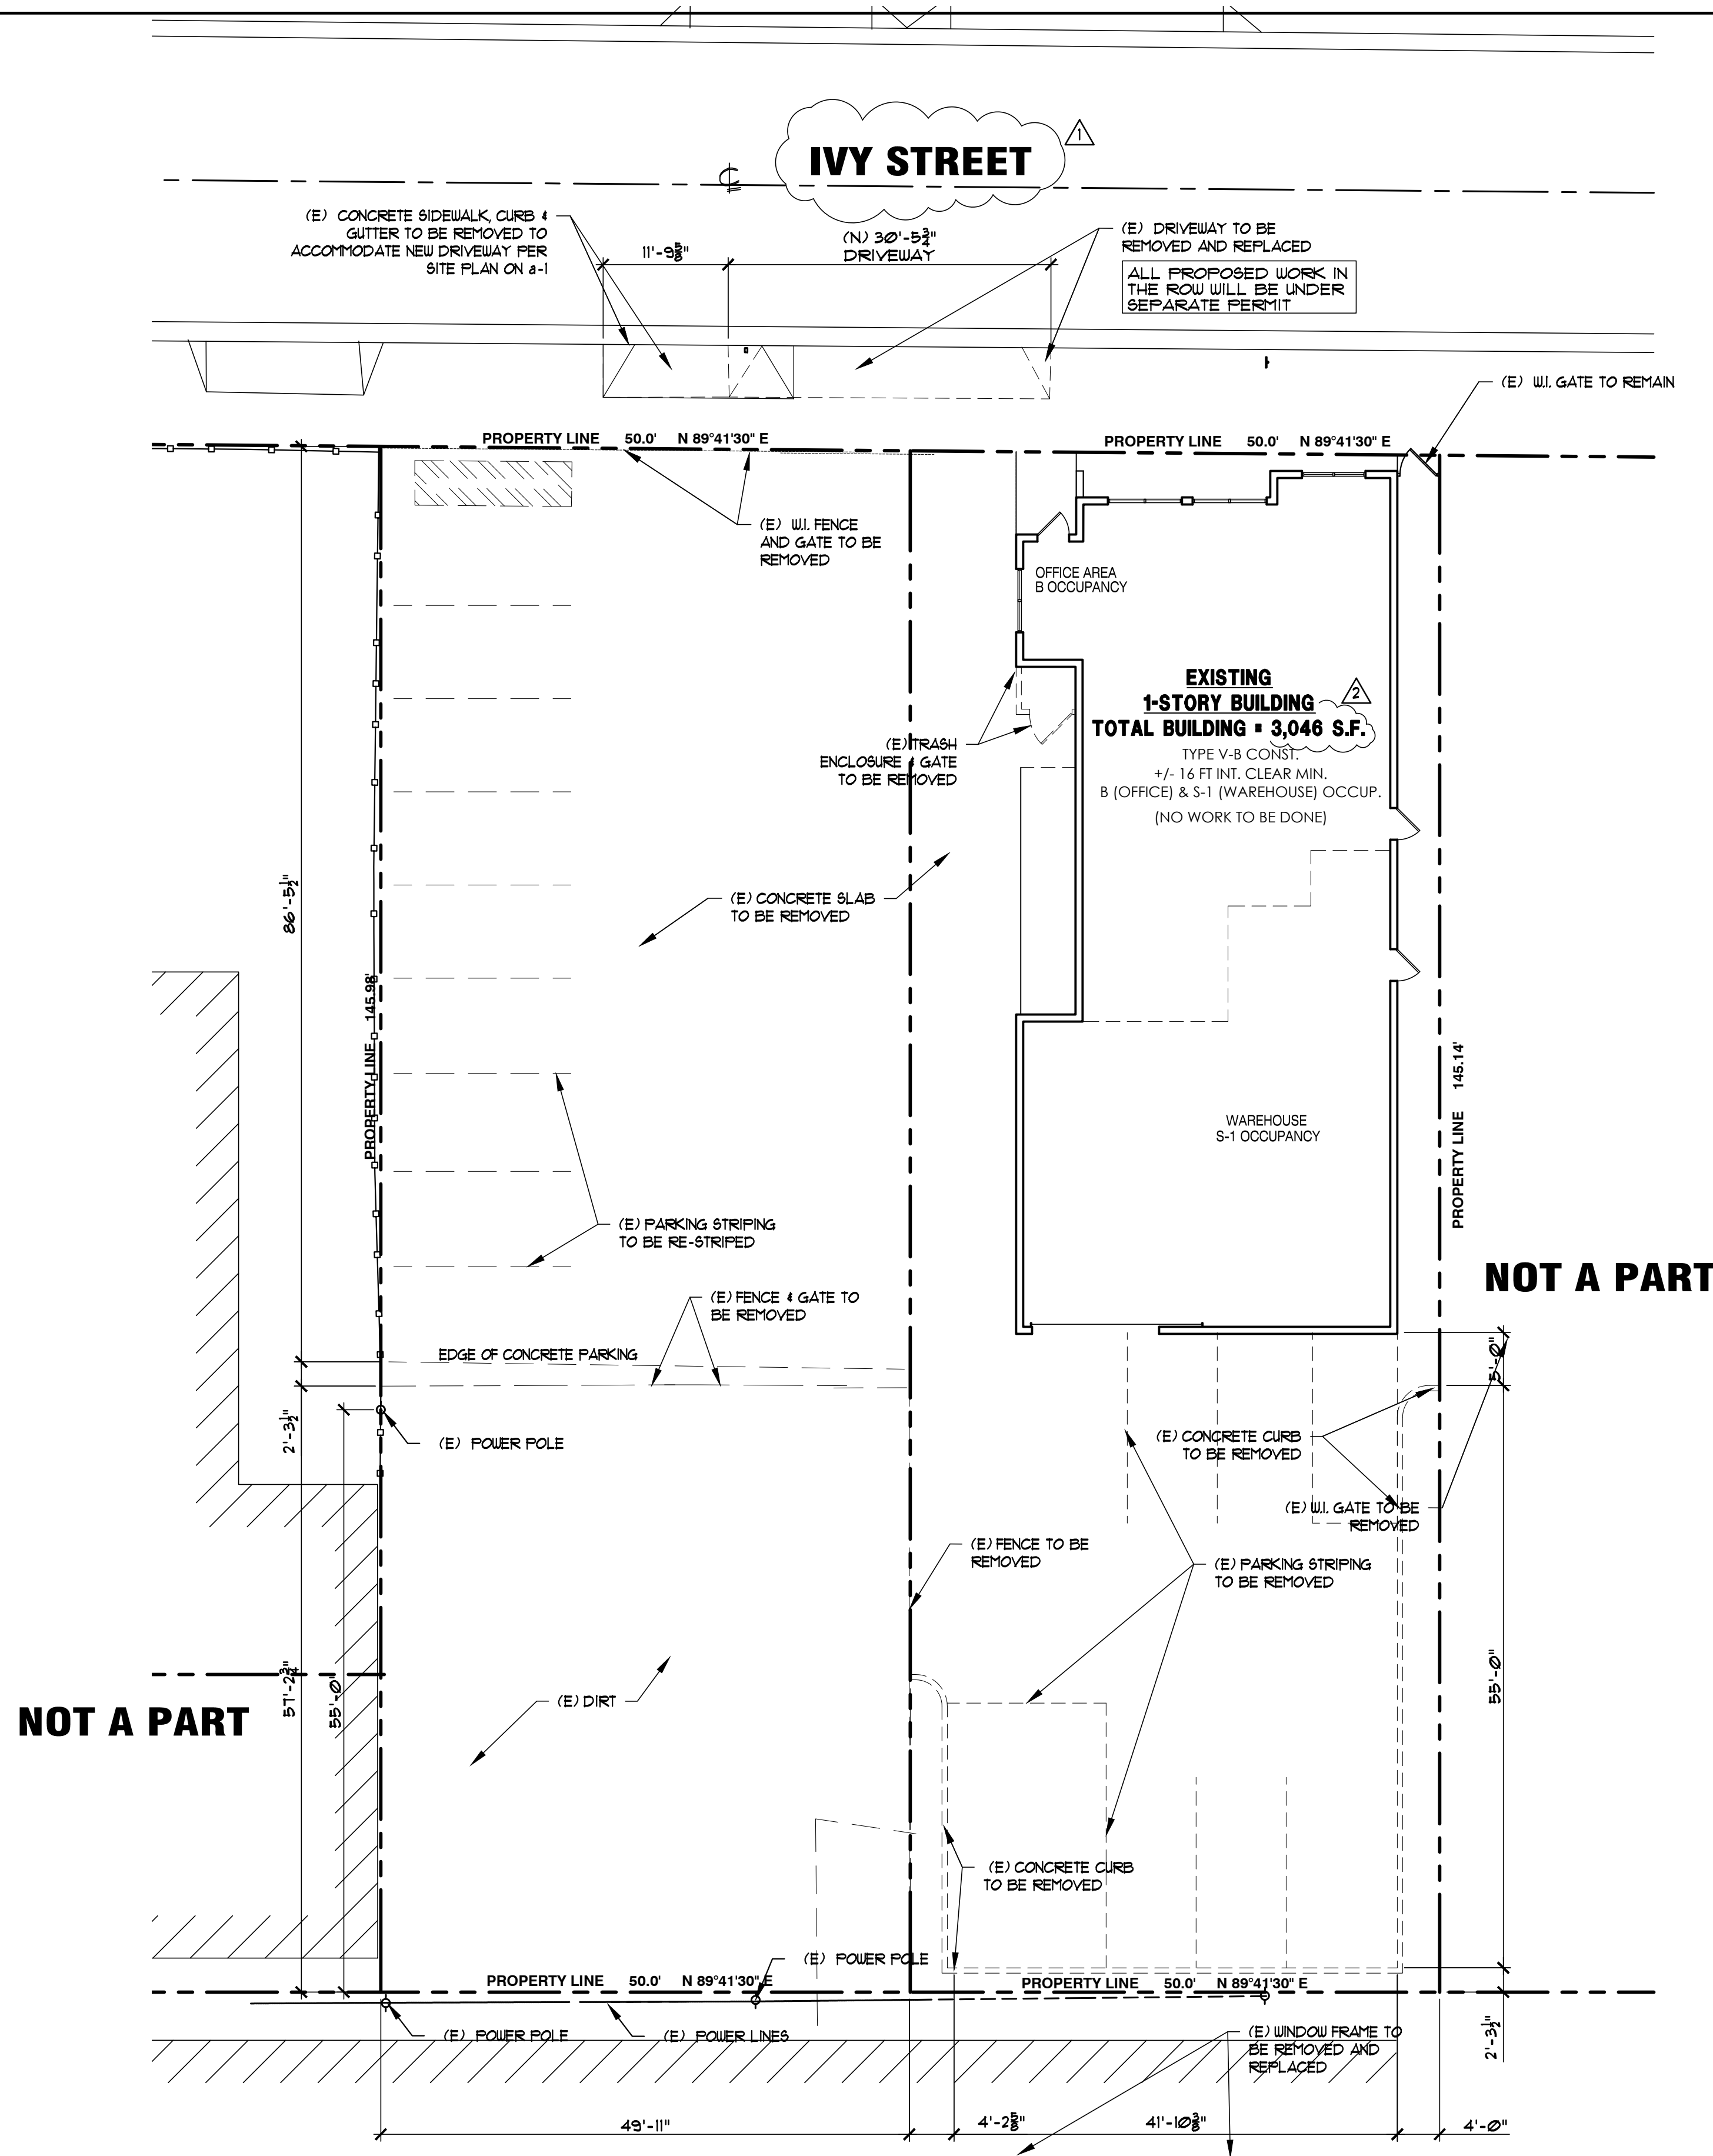 IVY STREET
1
(E) CONCRETE SIDEWALK, CURB &
GUTTER TO BE REMOVED TO
ACCOMMODATE NEW DRIVEWAY PER
SITE PLAN ON a-1
11'-9⅝"
(N) 30'-5¾"
DRIVEWAY
(E) DRIVEWAY TO BE
REMOVED AND REPLACED
ALL PROPOSED WORK IN
THE ROW WILL BE UNDER
SEPARATE PERMIT
(E) W.I. GATE TO REMAIN
PROPERTY LINE 50.0' N 89°41'30" E
PROPERTY LINE 50.0' N 89°41'30" E
(E) W.I. FENCE
AND GATE TO BE
REMOVED
OFFICE AREA
B OCCUPANCY
EXISTING
1-STORY BUILDING
2
TOTAL BUILDING = 3,046 S.F.
TYPE V-B CONST.
+/- 16 FT INT. CLEAR MIN.
B (OFFICE) & S-1 (WAREHOUSE) OCCUP.
(NO WORK TO BE DONE)
(E) TRASH
ENCLOSURE & GATE
TO BE REMOVED
86'-5½"
(E) CONCRETE SLAB
TO BE REMOVED
PROPERTY LINE 145.98'
PROPERTY LINE 145.14'
WAREHOUSE
S-1 OCCUPANCY
(E) PARKING STRIPING
TO BE RE-STRIPED
NOT A PART
(E) FENCE & GATE TO
BE REMOVED
EDGE OF CONCRETE PARKING
5'-0"
2'-3½"
(E) POWER POLE
(E) CONCRETE CURB
TO BE REMOVED
(E) W.I. GATE TO BE
REMOVED
(E) FENCE TO BE
REMOVED
(E) PARKING STRIPING
TO BE REMOVED
57'-2¾"
55'-0"
55'-0"
NOT A PART
(E) DIRT
(E) CONCRETE CURB
TO BE REMOVED
(E) POWER POLE
PROPERTY LINE 50.0' N 89°41'30" E
PROPERTY LINE 50.0' N 89°41'30" E
(E) POWER POLE
(E) POWER LINES
(E) WINDOW FRAME TO
BE REMOVED AND
REPLACED
2'-3½"
49'-11"
4'-2⅝"
41'-10⅜"
4'-0"